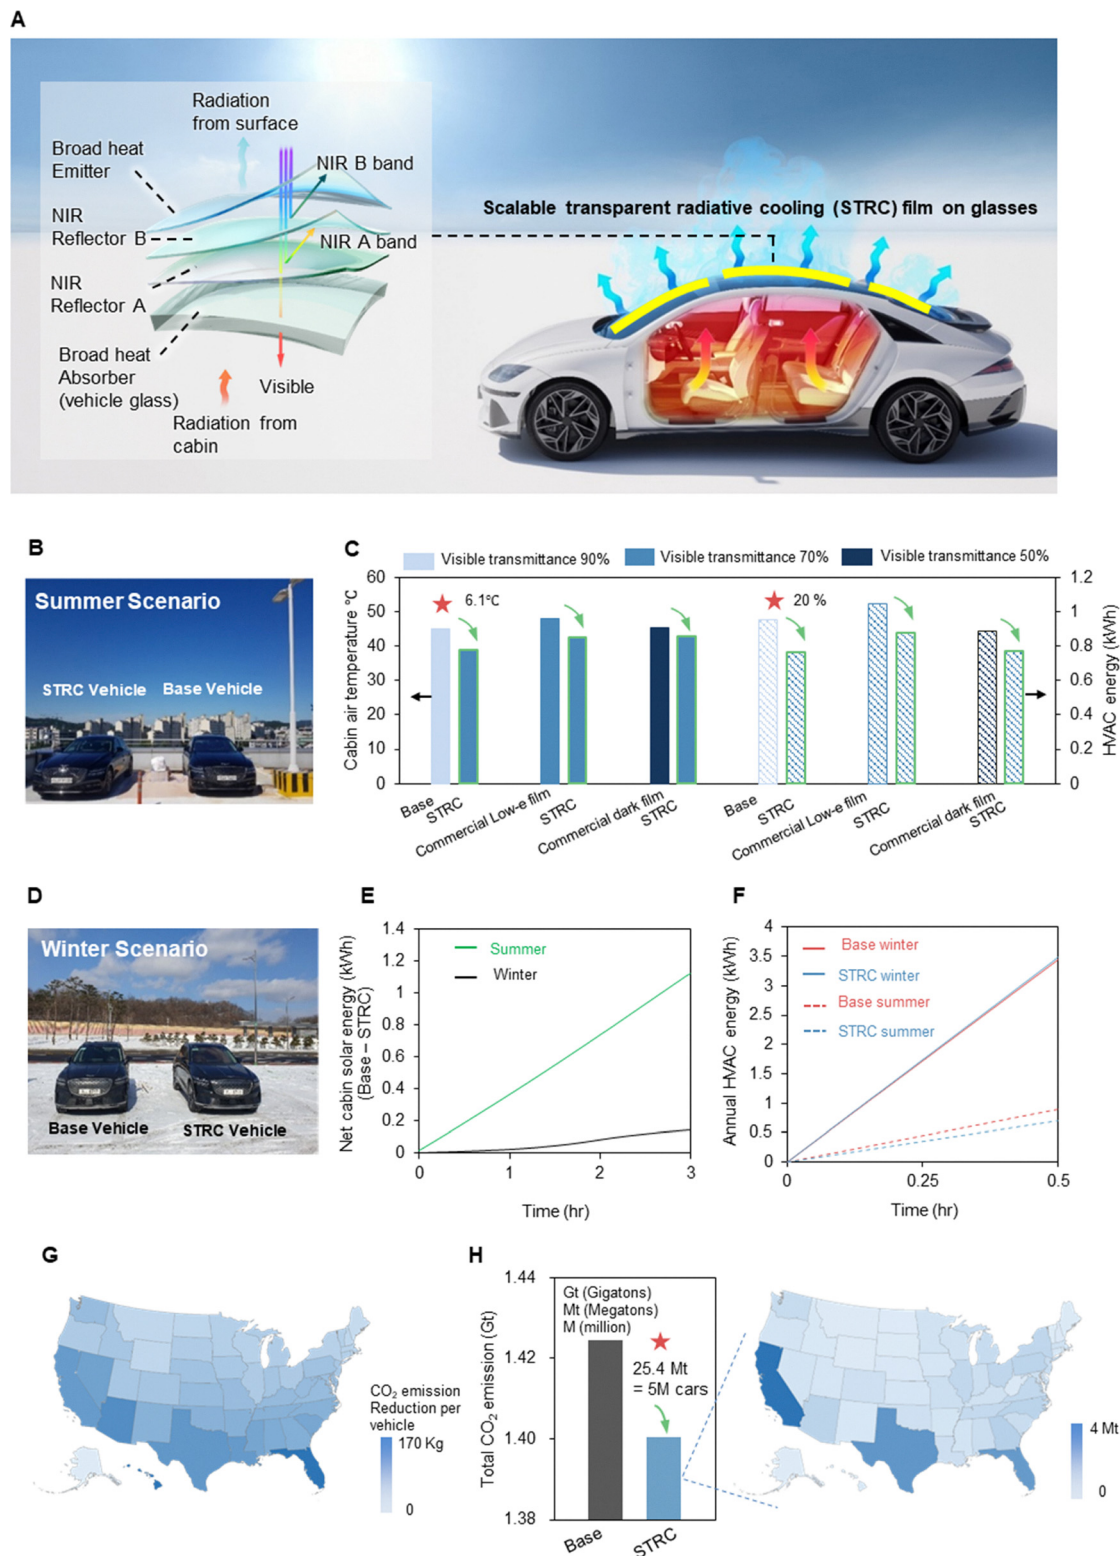 A
Radiation
from surface
Broad heat
Emitter
NIR B band
NIR
Reflector B
NIR A band
NIR
Reflector A
Broad heat
Absorber
(vehicle glass)
Visible
Radiation from
cabin
Scalable transparent radiative cooling (STRC) film on glasses
B
Summer Scenario
STRC Vehicle
Base Vehicle
C
Visible transmittance 90%
Visible transmittance 70%
Visible transmittance 50%
Cabin air temperature °C
60
50
40
30
20
10
0
6.1°C
20 %
1.2
1
0.8
0.6
0.4
0.2
0
HVAC energy (kWh)
Base
STRC
Commercial Low-e film
STRC
Commercial dark film
STRC
Base
STRC
Commercial Low-e film
STRC
Commercial dark film
STRC
D
Winter Scenario
Base Vehicle
STRC Vehicle
E
Net cabin solar energy (kWh)
(Base – STRC)
1.4
1.2
1
0.8
0.6
0.4
0.2
0
Summer
Winter
0
1
2
3
Time (hr)
F
Annual HVAC energy (kWh)
4
3.5
3
2.5
2
1.5
1
0.5
0
Base winter
STRC winter
Base summer
STRC summer
0
0.25
0.5
Time (hr)
G
CO₂ emission
Reduction per
vehicle
170 Kg
0
H
Total CO₂ emission (Gt)
1.44
1.42
1.40
1.38
Gt (Gigatons)
Mt (Megatons)
M (million)
25.4 Mt
= 5M cars
Base
STRC
4 Mt
0